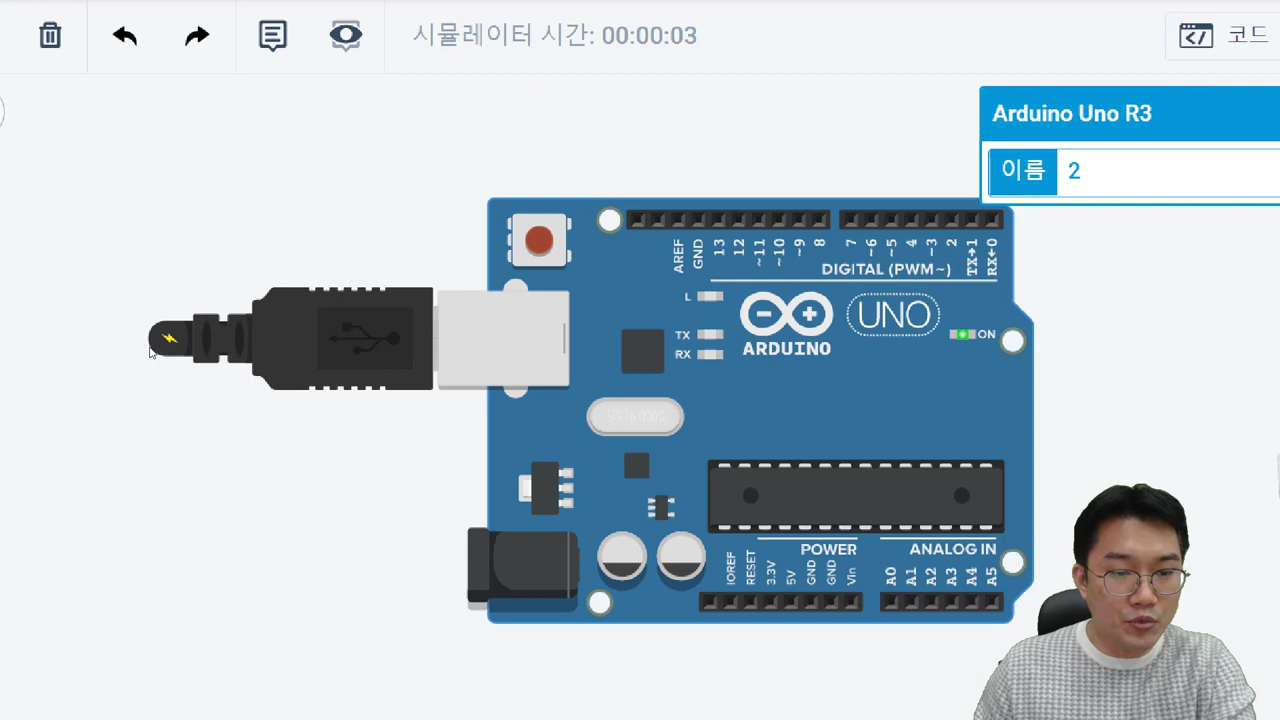 시뮬레이터 시간: 00:00:03
코드
Arduino Uno R3
이름 2
AREF GND 13 12 ~11 ~10 ~9 8 7 ~6 ~5 4 ~3 2 TX→1 RX←0
DIGITAL (PWM~)
L
TX
RX
UNO
ARDUINO
ON
POWER
ANALOG IN
IOREF RESET 3.3V 5V GND GND Vin A0 A1 A2 A3 A4 A5